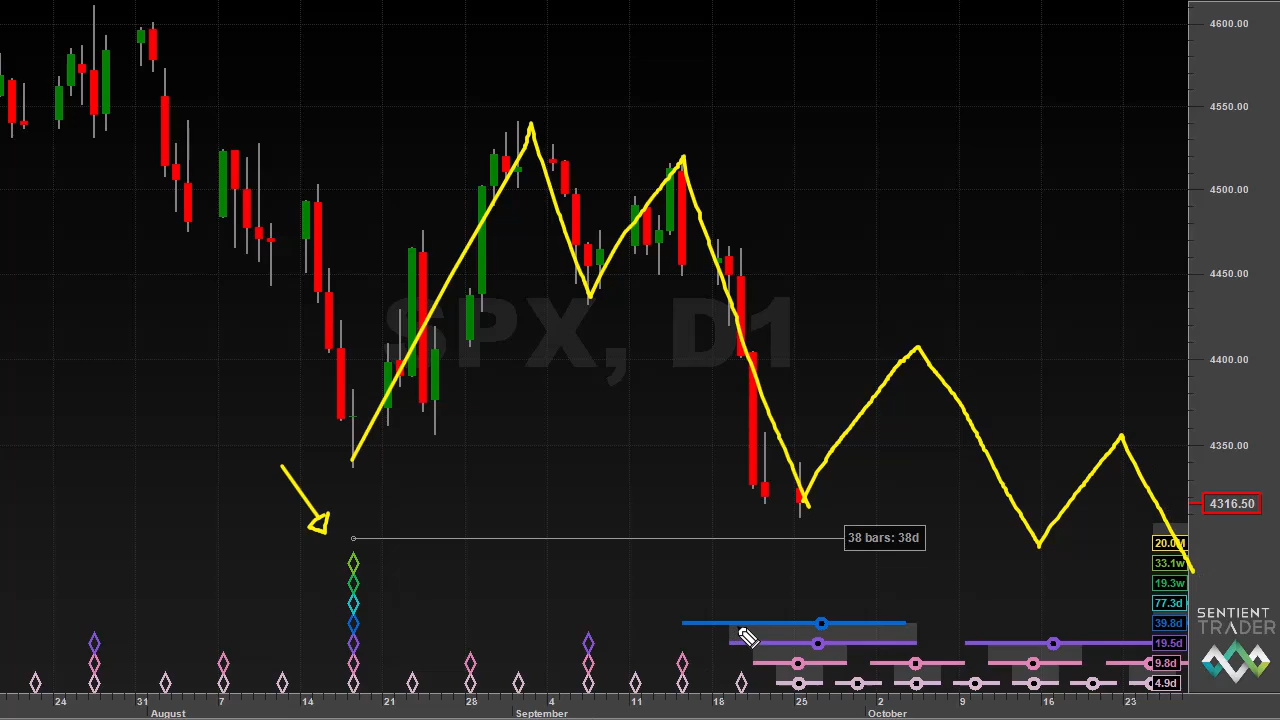 4600.00
4550.00
4500.00
4450.00
4400.00
4350.00
4316.50
SPX, D1
38 bars: 38d
20.0M
33.1w
19.3w
77.3d
39.8d
19.5d
9.8d
4.9d
SENTIENT
TRADER
24 31 7 14 21 28 4 11 18 25 2 9 16 23
August September October